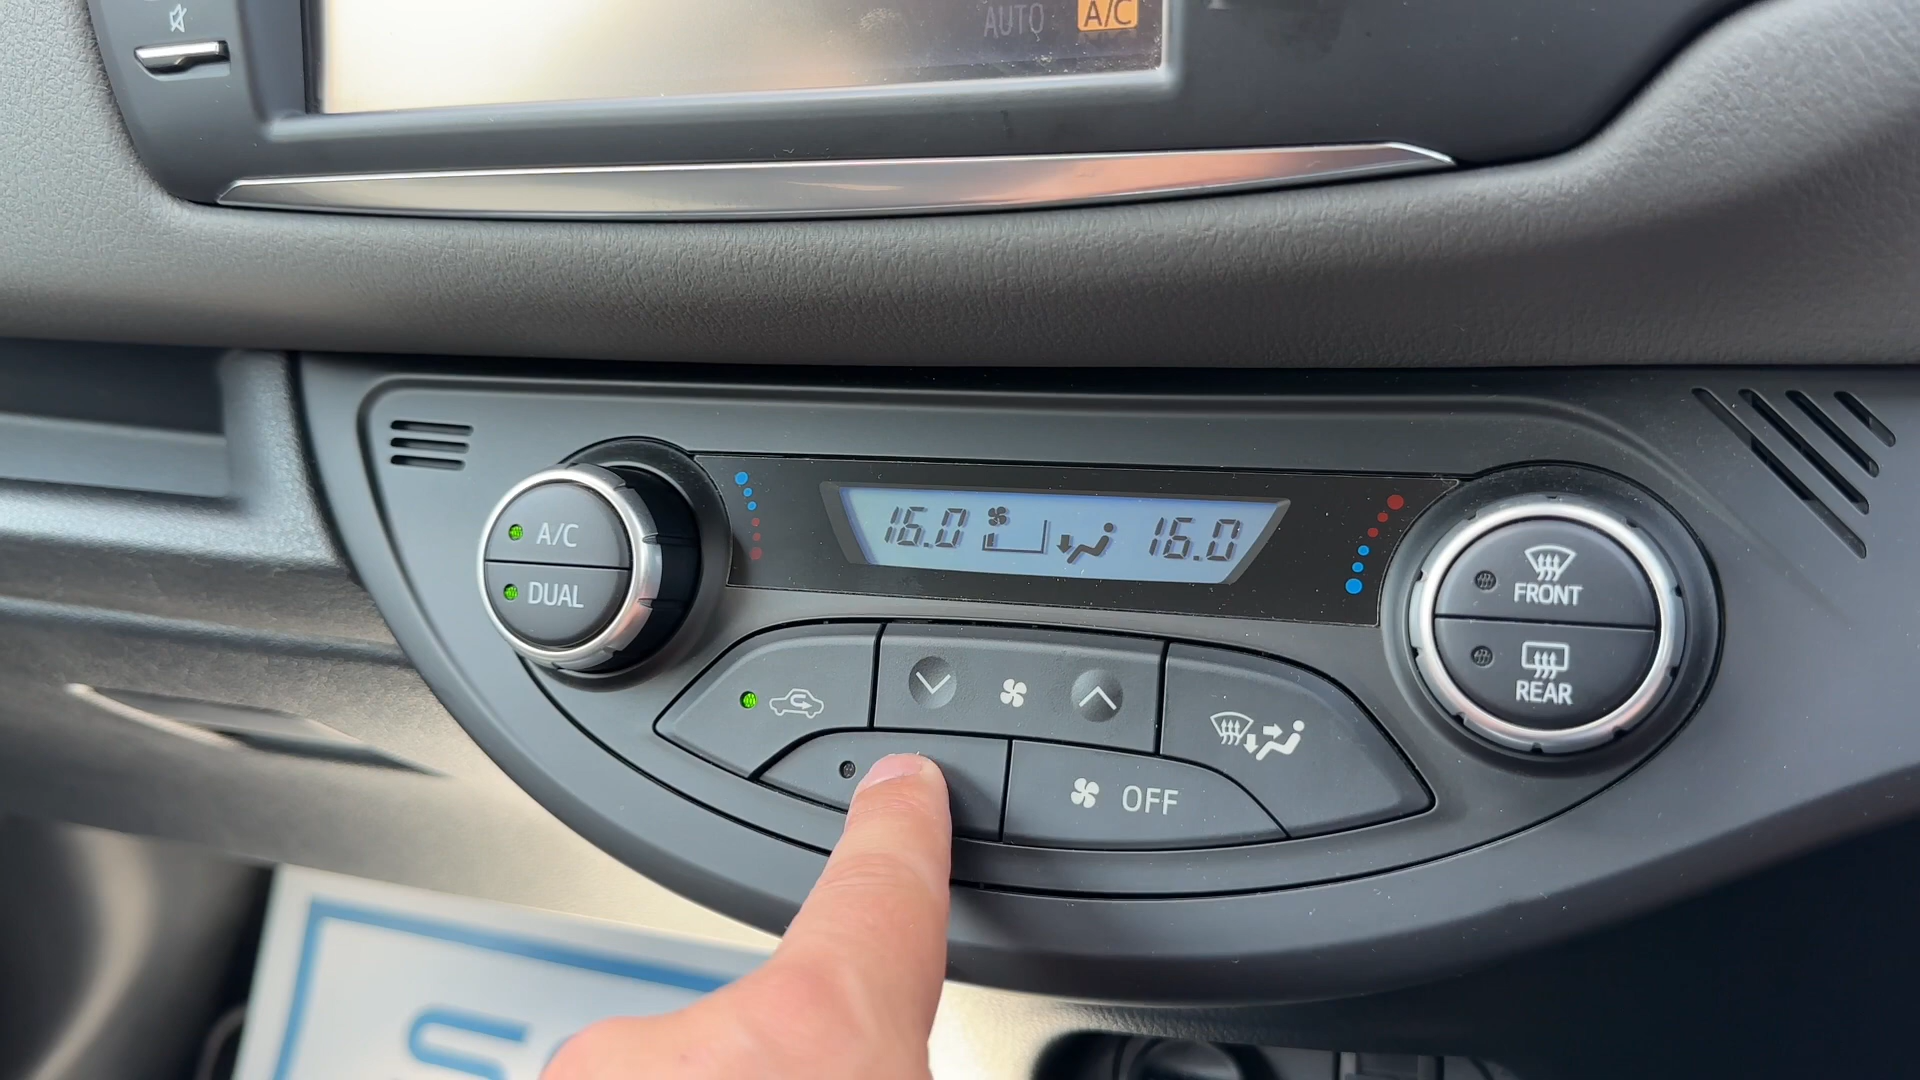 AUTO A/C
16.0 16.0
A/C
DUAL
FRONT
REAR
OFF